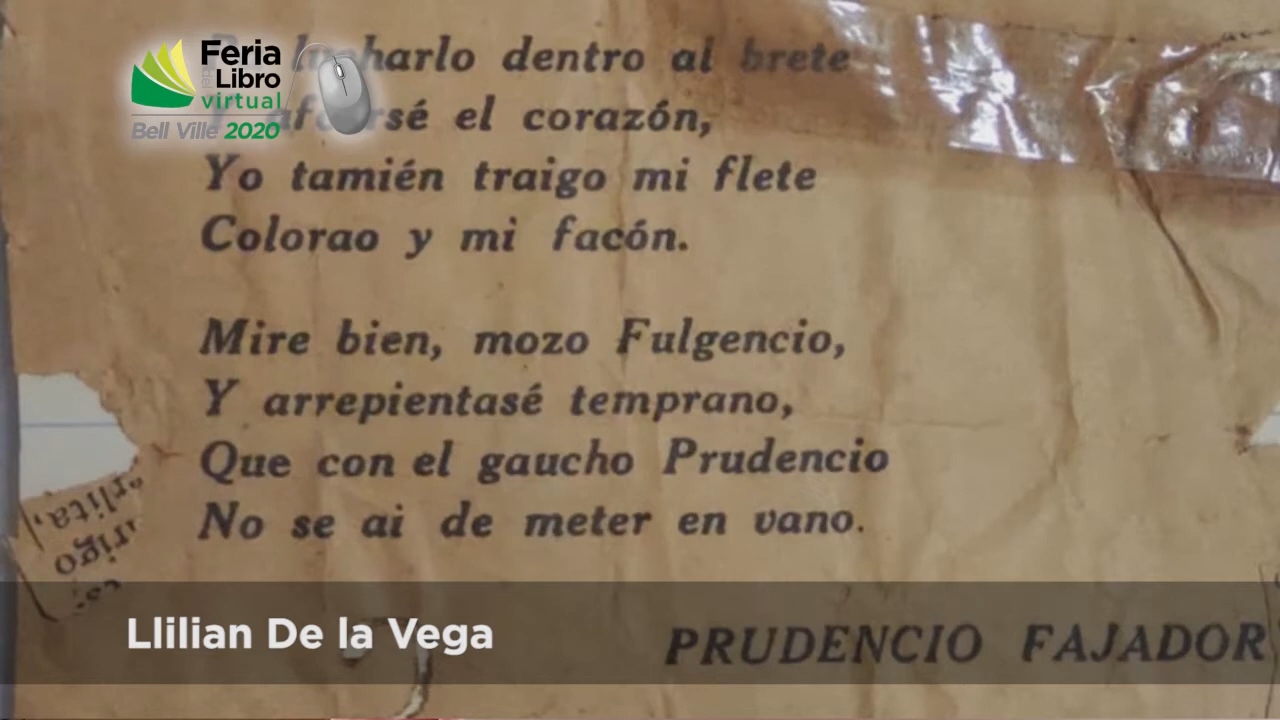 Feria
del
Libro
virtual
Bell Ville 2020
dentro al brete
el corazón,
Yo tamién traigo mi flete
Colorao y mi facón.
Mire bien, mozo Fulgencio,
Y arrepientasé temprano,
Que con el gaucho Prudencio
No se ai de meter en vano.
PRUDENCIO FAJADOR
Llilian De la Vega